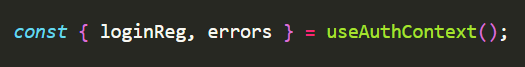 const { loginReg, errors } = useAuthContext();